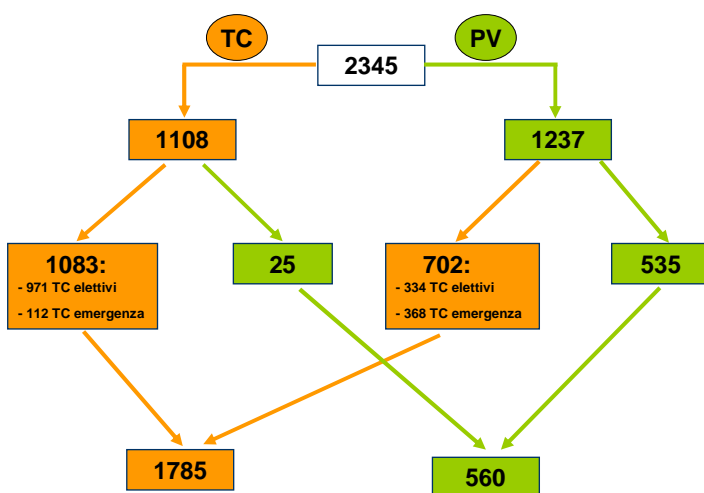 TC
PV
2345
1108
1237
1083:
- 971 TC elettivi
- 112 TC emergenza
25
702:
- 334 TC elettivi
- 368 TC emergenza
535
1785
560